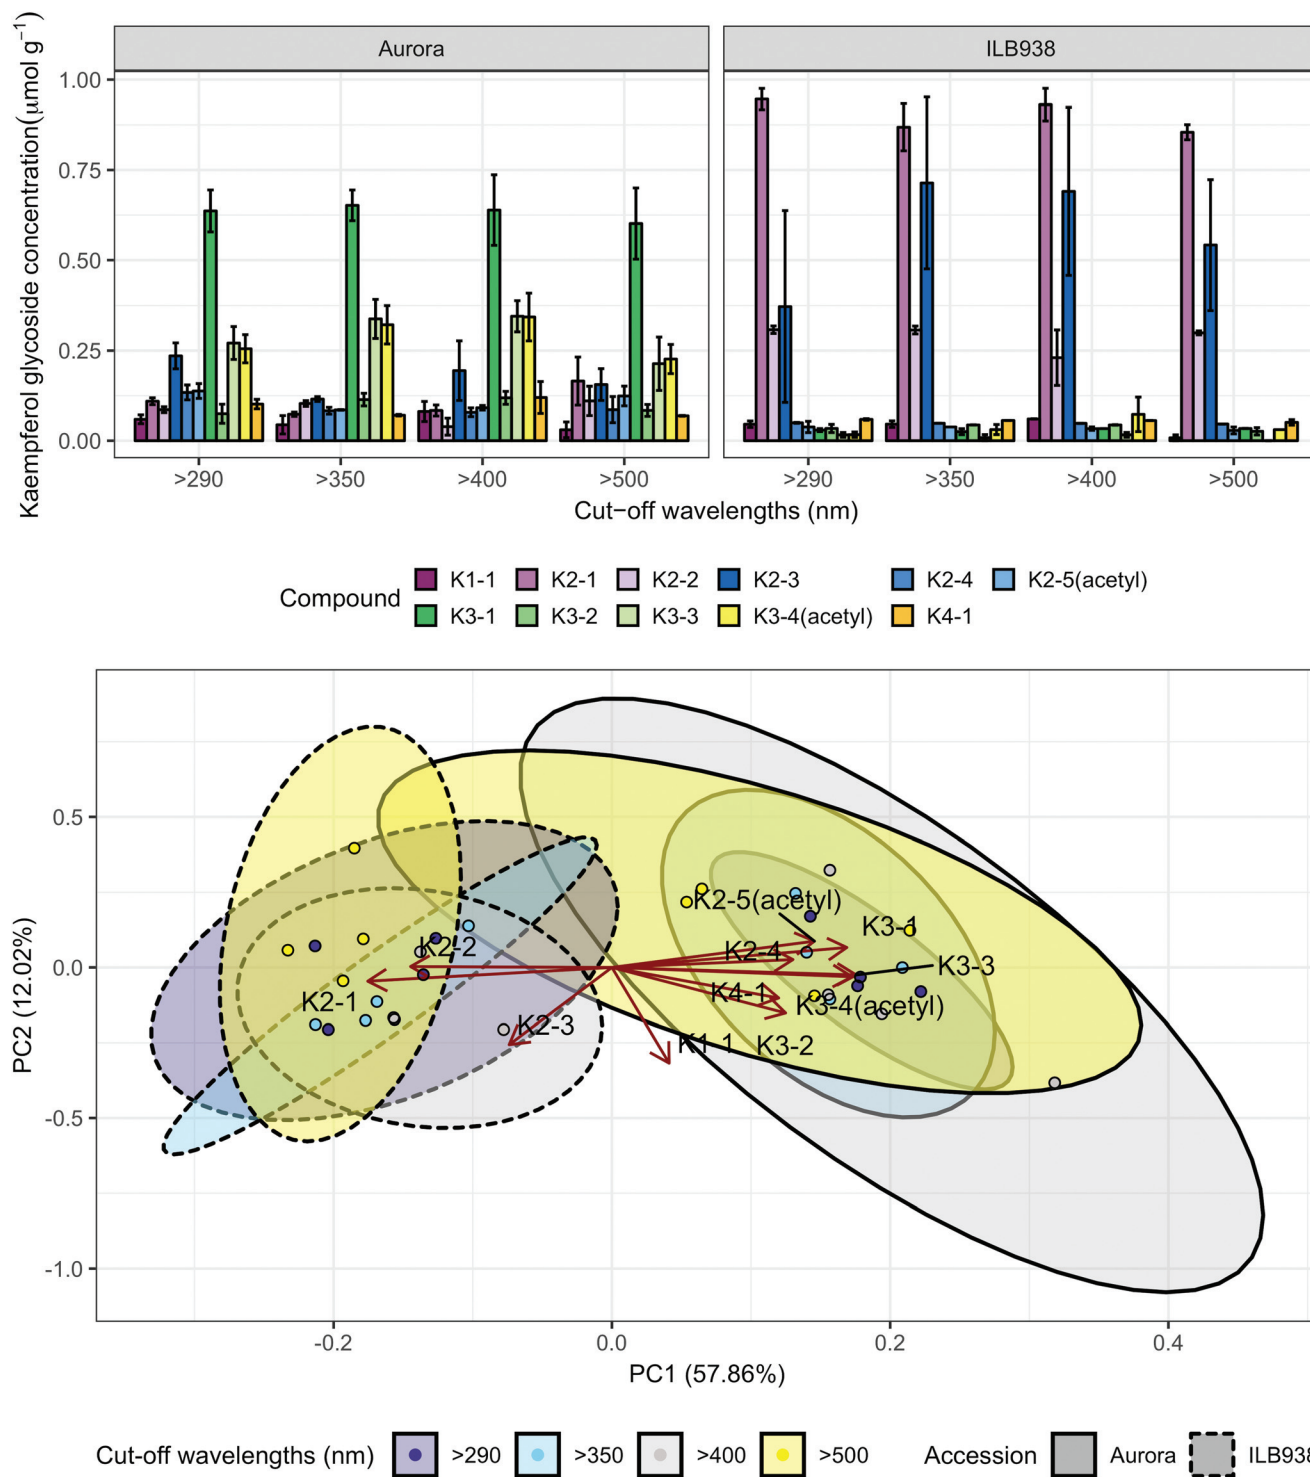 Aurora ILB938
Kaempferol glycoside concentration(μmol g⁻¹)
1.00
0.75
0.50
0.25
0.00
>290 >350 >400 >500 >290 >350 >400 >500
Cut−off wavelengths (nm)
Compound
K1-1 K2-1 K2-2 K2-3 K2-4 K2-5(acetyl)
K3-1 K3-2 K3-3 K3-4(acetyl) K4-1
PC2 (12.02%)
0.5
0.0
-0.5
-1.0
K2-5(acetyl)
K3-1
K2-2
K2-4
K3-3
K2-1
K4-1
K3-4(acetyl)
K2-3
K1-1
K3-2
-0.2 0.0 0.2 0.4
PC1 (57.86%)
Cut-off wavelengths (nm) >290 >350 >400 >500 Accession Aurora ILB938